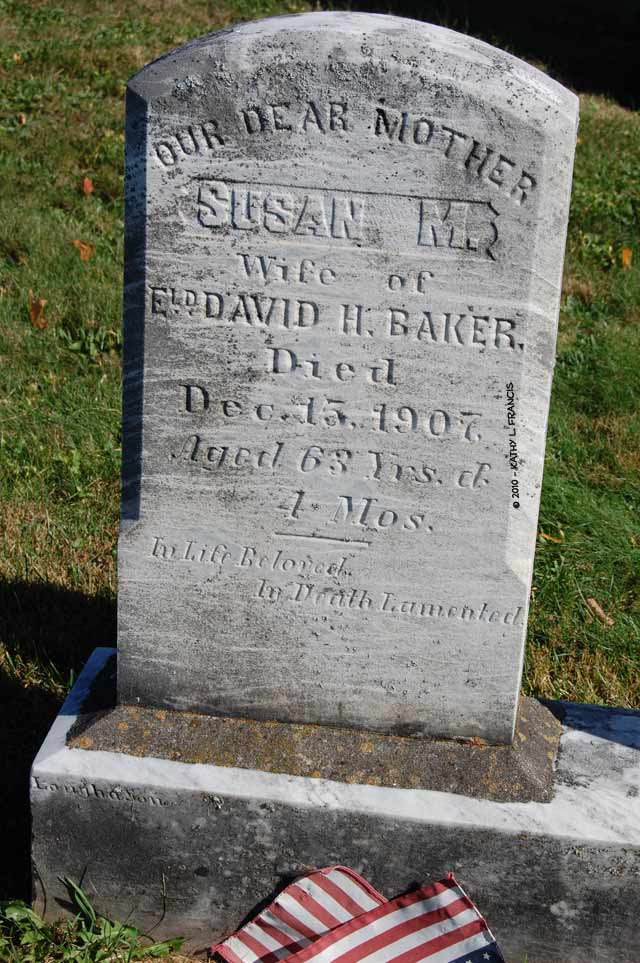 OUR DEAR MOTHER
SUSAN M.
Wife of
ELD DAVID H. BAKER.
Died
Dec. 13. 1907.
Aged 63 Yrs. &
4 Mos.
In Life Beloved.
In Death Lamented.
© 2010 - KATHY L. FRANCIS